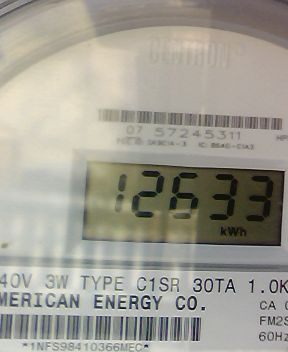 CENTRON
07 57245311
12633
kWh
40V 3W TYPE C1SR 30TA 1.0K
MERICAN ENERGY CO.
CA
FM2S
60Hz
*1NFS98410366MEC*